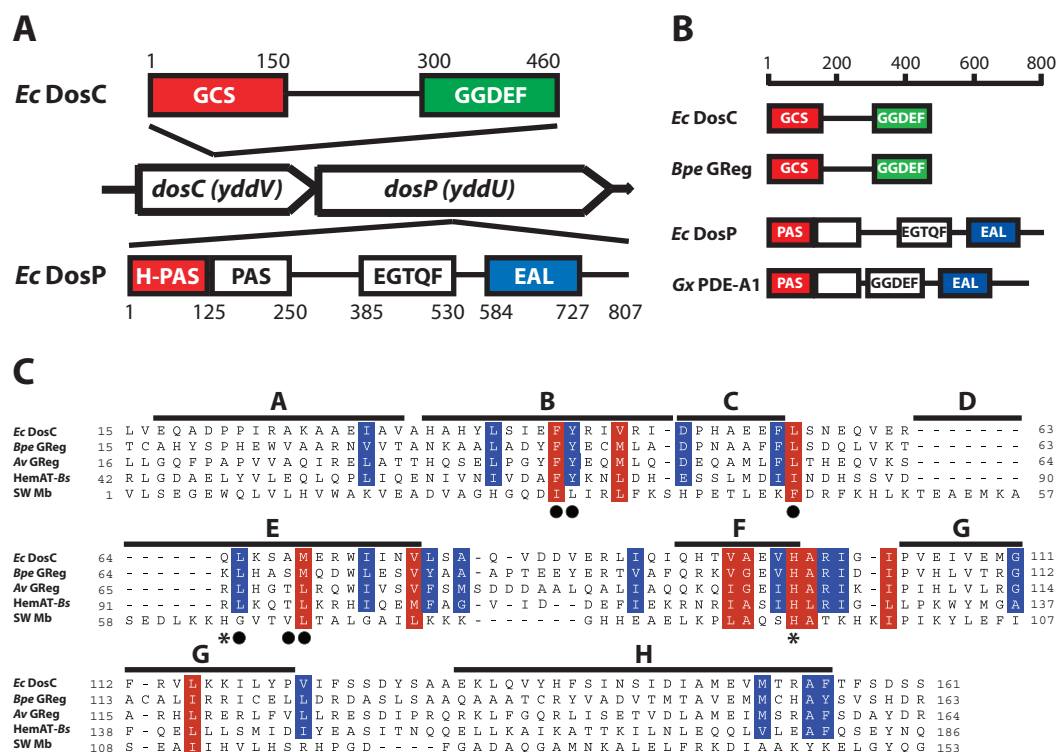 A
1 150 300 460
Ec DosC GCS GGDEF
dosC (yddV) dosP (yddU)
Ec DosP H-PAS PAS EGTQF EAL
1 125 250 385 530 584 727 807
B
1 200 400 600 800
Ec DosC GCS GGDEF
Bpe GReg GCS GGDEF
Ec DosP PAS EGTQF EAL
Gx PDE-A1 PAS GGDEF EAL
C
A B C D
Ec DosC 15 L V E Q A D P P I R A K A A E I A V A H A H Y L S I E F Y R I V R I - D P H A E E F L S N E Q V E R - - - - - - - 63
Bpe GReg 15 T C A H Y S P H E W V A A R N V V T A N K A A L A D Y F Y E C M L Q - D P N A A F F L S D Q L V K T - - - - - - - 63
Av GReg 16 L L G Q F P A P V V A Q I R E L A T T H Q S E L P G Y F Y E Q M L A - D E Q A M L F L T H E Q V K S - - - - - - - 64
HemAT-Bs 42 R L G D A E L Y V L E Q L Q P L I Q E N I V N I V D A F Y K N L D H E S S L M D I I N D H S S V D - - - - - - - 90
SW Mb 1 V L S E G E W Q L V L H V W A K V E A D V A G H G Q D I L I R L F K S H P E T L E K F D R F K H L K T E A E M K A 57
E F G
Ec DosC 64 - - - - - - Q L K S A M E R W I I N V L S A - Q - V D D V E R L I Q I Q H T V A E V H A R I G - I P V E I V E M G 111
Bpe GReg 64 - - - - - - K L H A S M Q D W L E S V Y A A - A P T E E Y E R T V A F Q R K V G E V H A R I D - I P V H L V T R G 112
Av GReg 65 - - - - - - R L H G T L R Q W I V S V M S D D D A A L Q A L I A Q Q K Q I G E I H A R I G - I P I H L V L R G 114
HemAT-Bs 91 - - - - - - R L K Q T L K R H I Q E M F A G - V - I D - D E F I E K R N R I A S I H L R I G - L L P K W Y M G A 137
SW Mb 58 S E D L K K H G V T V L T A L G A I L K K K - - - - G H H E A E L K P L A Q S H A T K H K I P I K Y L E F I 107
* *
G H
Ec DosC 112 F - R V L K K I L Y P V I F S S D Y S A A E K L Q V Y H F S I N S I D I A M E V M T R A F T F S D S S 161
Bpe GReg 113 A C A L I R R I C E L L D R D A S L S A A Q A A A T C R Y V A D V T M T A V E M M C H A Y S V S H D R 163
Av GReg 115 A - R H L R E R L F V L L R E S D I P R Q R K L F G Q R L I S E T V D L A M E I M S R A F S D A Y D R 164
HemAT-Bs 138 F - Q E L L L S M I D I Y E A S I T N Q Q E L L K A I K A T T K I L N L E Q Q L V L E A F Q S E Y N Q 186
SW Mb 108 S - E A I I H V L H S R H P G D - - - - F G A D A Q G A M N K A L E L F R K D I A A K Y K E L G Y Q G 153